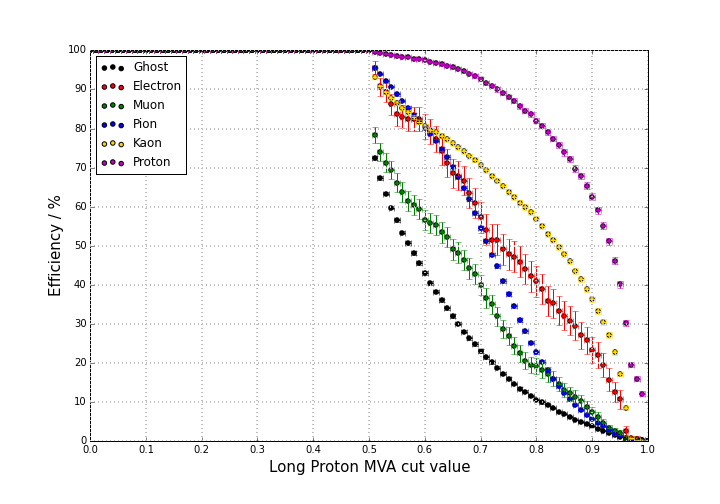 100
90
80
70
60
50
40
30
20
10
0
Efficiency / %
Ghost
Electron
Muon
Pion
Kaon
Proton
0.0 0.1 0.2 0.3 0.4 0.5 0.6 0.7 0.8 0.9 1.0
Long Proton MVA cut value